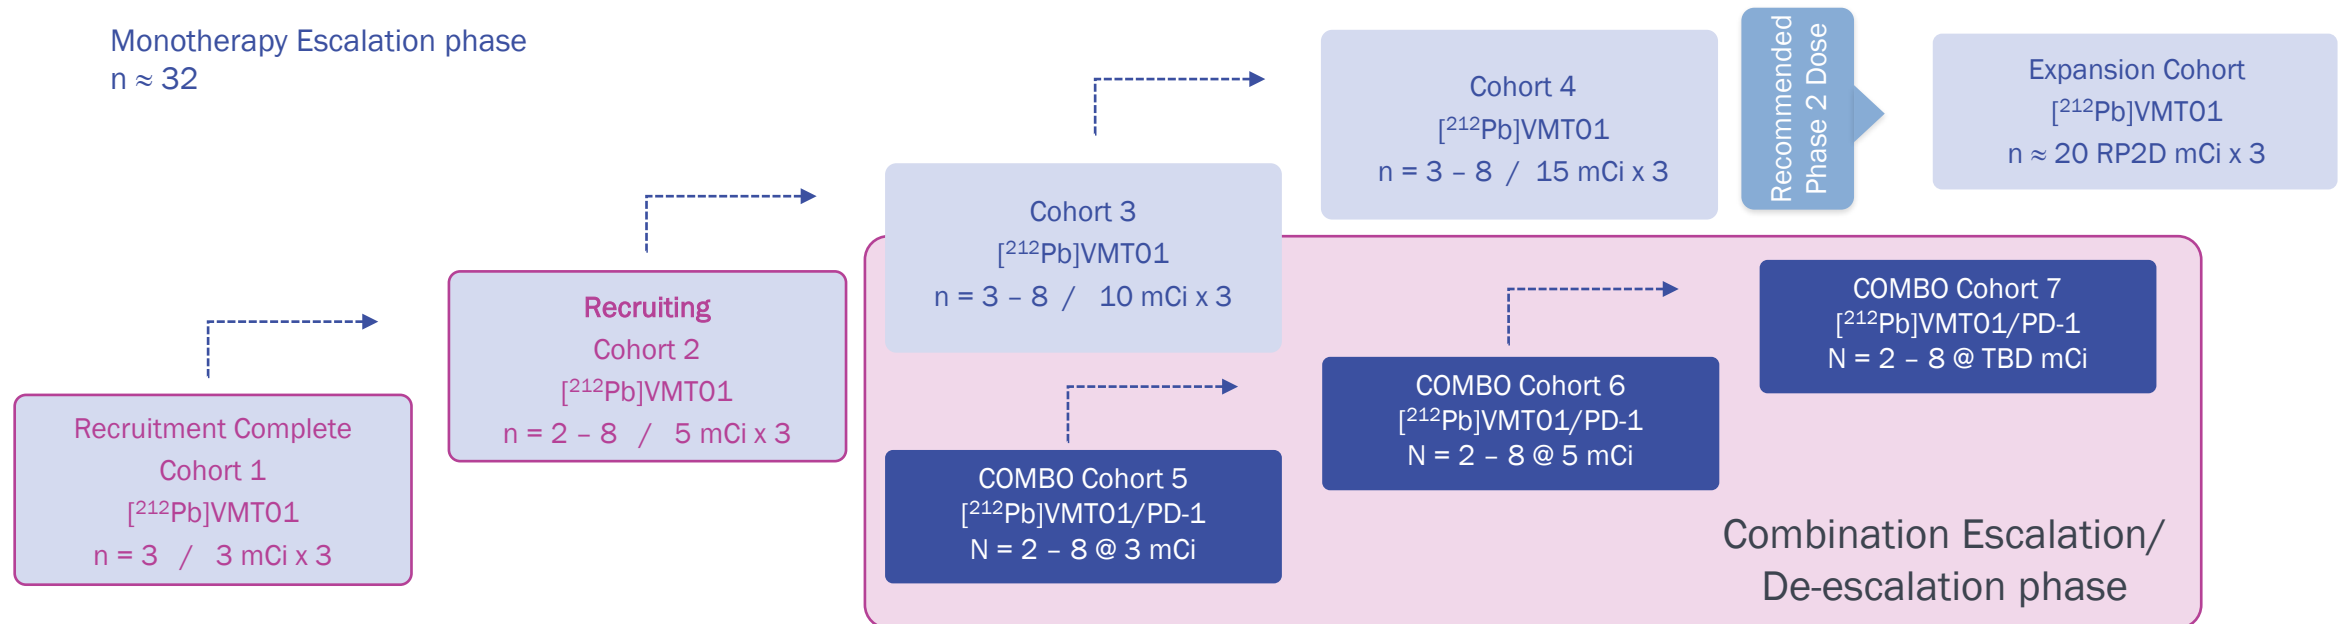 Monotherapy Escalation phase
n ≈ 32
Recruitment Complete
Cohort 1
[²¹²Pb]VMT01
n = 3 / 3 mCi x 3
Recruiting
Cohort 2
[²¹²Pb]VMT01
n = 2 – 8 / 5 mCi x 3
Cohort 3
[²¹²Pb]VMT01
n = 3 – 8 / 10 mCi x 3
Cohort 4
[²¹²Pb]VMT01
n = 3 – 8 / 15 mCi x 3
Recommended
Phase 2 Dose
Expansion Cohort
[²¹²Pb]VMT01
n ≈ 20 RP2D mCi x 3
COMBO Cohort 5
[²¹²Pb]VMT01/PD-1
N = 2 – 8 @ 3 mCi
COMBO Cohort 6
[²¹²Pb]VMT01/PD-1
N = 2 – 8 @ 5 mCi
COMBO Cohort 7
[²¹²Pb]VMT01/PD-1
N = 2 – 8 @ TBD mCi
Combination Escalation/
De-escalation phase